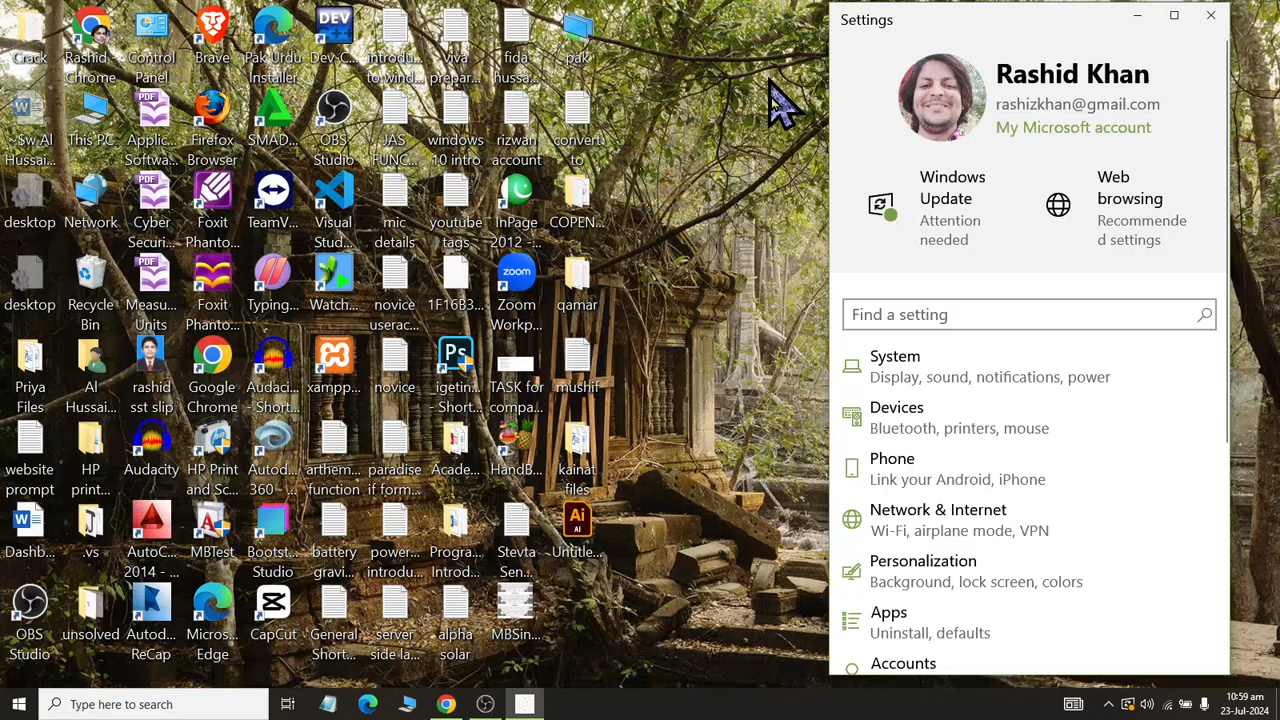 Crack
Rashid -
Chrome
Control
Panel
Brave
Pak Urdu
Installer
Dev-C...
introdu...
to wind...
viva
prepar...
fida
hussa...
pak
~$w Al
Hussai...
This PC
Applic...
Softwa...
Firefox
Browser
SMAD...
OBS
Studio
JAS
FUNC...
windows
10 intro
rizwan
account
convert
to
desktop
Network
Cyber
Securi...
Foxit
Phanto...
TeamV...
Visual
Stud...
mic
details
youtube
tags
InPage
2012 -...
COPEN...
desktop
Recycle
Bin
Measu...
Units
Foxit
Phanto...
Typing...
Watch...
novice
userac...
1F16B3...
Zoom
Workp...
qamar
Priya
Files
Al
Hussai...
rashid
sst slip
Google
Chrome
Audaci...
- Short...
xampp...
novice
_igetin...
- Short...
TASK for
compa...
mushif
website
prompt
HP
print...
Audacity
HP Print
and Sc...
Autod...
360 -...
arthem...
function
paradise
if form...
Acade...
HandB...
kainat
files
Dashb...
.vs
AutoC...
2014 - ...
MBTest
Bootst...
Studio
battery
gravi...
power...
introdu...
Progra...
Introd...
Stevta
Sen...
Untitle...
OBS
Studio
unsolved
Auto...
ReCap
Micros...
Edge
CapCut
General
Short...
server
side la...
alpha
solar
MBSin...
Settings
Rashid Khan
rashizkhan@gmail.com
My Microsoft account
Windows
Update
Attention
needed
Web
browsing
Recommende
d settings
Find a setting
System
Display, sound, notifications, power
Devices
Bluetooth, printers, mouse
Phone
Link your Android, iPhone
Network & Internet
Wi-Fi, airplane mode, VPN
Personalization
Background, lock screen, colors
Apps
Uninstall, defaults
Accounts
Type here to search
10:59 am
23-Jul-2024